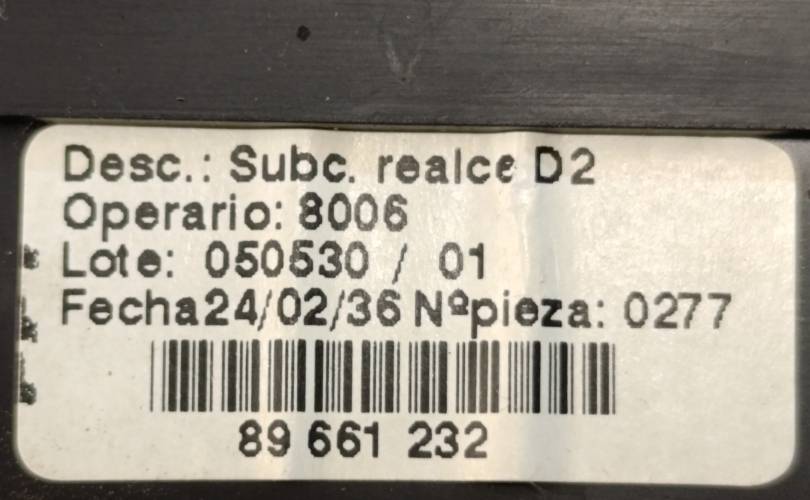 Desc.: Subc. realce D2
Operario: 8006
Lote: 050530 / 01
Fecha24/02/36 Nºpieza: 0277
89 661 232